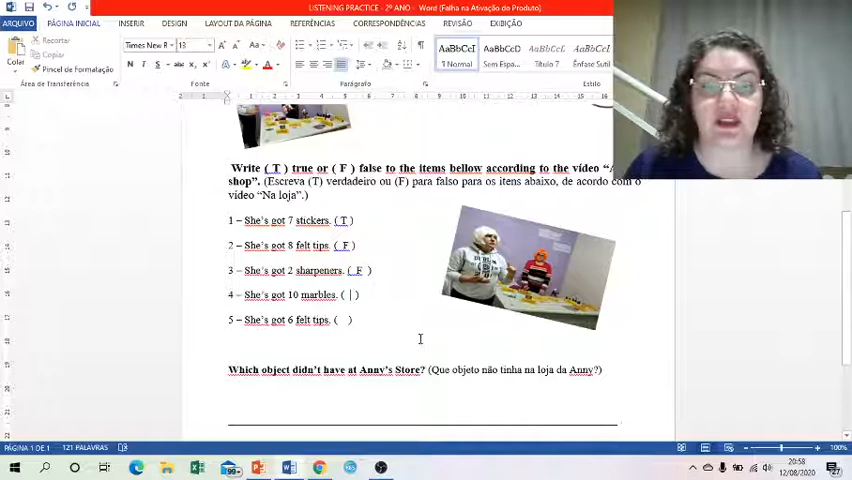 LISTENING PRACTICE - 2º ANO - Word (Falha na Ativação do Produto)
ARQUIVO PÁGINA INICIAL INSERIR DESIGN LAYOUT DA PÁGINA REFERÊNCIAS CORRESPONDÊNCIAS REVISÃO EXIBIÇÃO
Recortar
Copiar
Pincel de Formatação
Colar
Times New R 13
AaBbCcI AaBbCcD AaBbCcD AaBbCcI
¶ Normal Sem Espa... Título 7 Ênfase Sutil
Área de Transferência Fonte Parágrafo Estilo
Write ( T ) true or ( F ) false to the items bellow according to the vídeo
shop”. (Escreva (T) verdadeiro ou (F) para falso para os itens abaixo, de acordo com o
vídeo “Na loja”.)
1 – She’s got 7 stickers. ( T )
2 – She’s got 8 felt tips. ( F )
3 – She’s got 2 sharpeners. ( F )
4 – She’s got 10 marbles. ( )
5 – She’s got 6 felt tips. ( )
Which object didn’t have at Anny’s Store? (Que objeto não tinha na loja da Anny?)
PÁGINA 1 DE 1 121 PALAVRAS 100%
20:58
12/08/2020